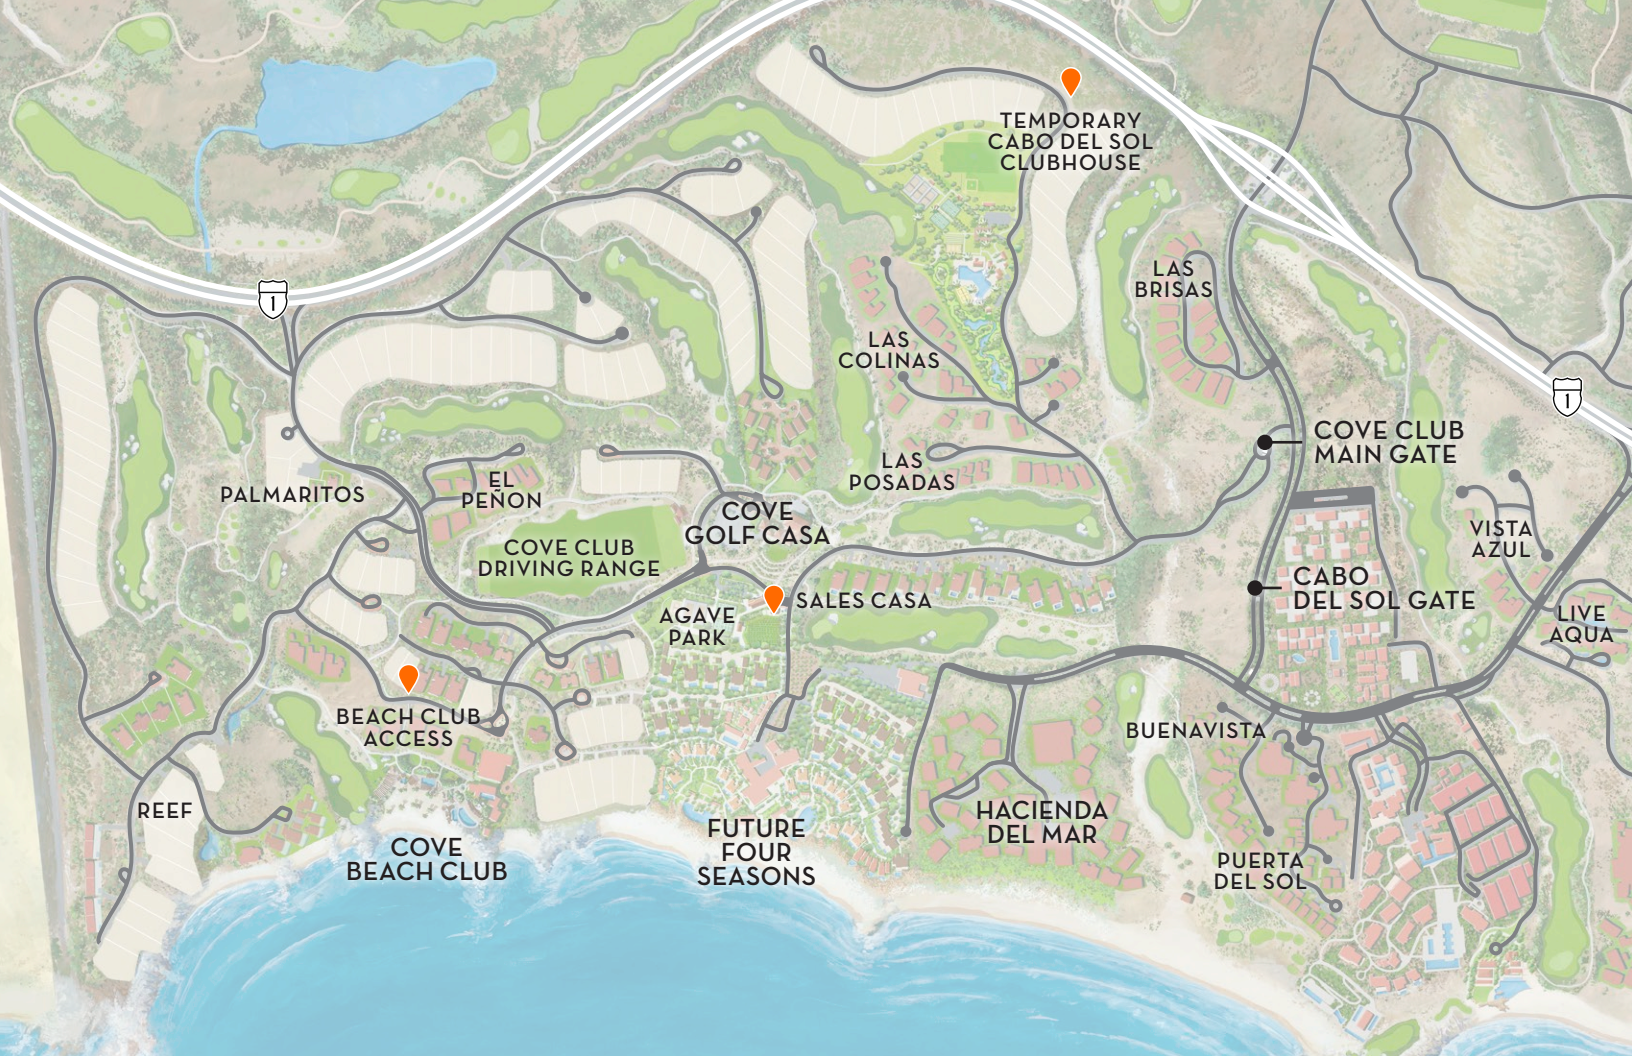 TEMPORARY
CABO DEL SOL
CLUBHOUSE
LAS
BRISAS
1
LAS
COLINAS
1
COVE CLUB
MAIN GATE
LAS
POSADAS
EL
PEÑON
PALMARITOS
COVE
GOLF CASA
VISTA
AZUL
COVE CLUB
DRIVING RANGE
CABO
DEL SOL GATE
SALES CASA
AGAVE
PARK
LIVE
AQUA
BEACH CLUB
ACCESS
BUENAVISTA
REEF
HACIENDA
DEL MAR
FUTURE
FOUR
SEASONS
COVE
BEACH CLUB
PUERTA
DEL SOL